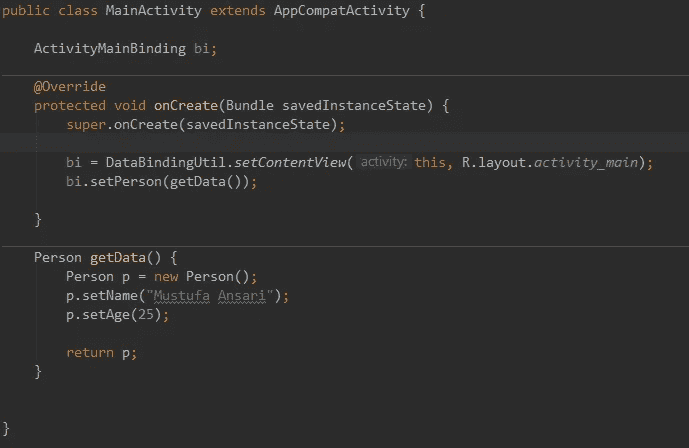 public class MainActivity extends AppCompatActivity {
ActivityMainBinding bi;
@Override
protected void onCreate(Bundle savedInstanceState) {
super.onCreate(savedInstanceState);
bi = DataBindingUtil.setContentView( activity: this, R.layout.activity_main);
bi.setPerson(getData());
}
Person getData() {
Person p = new Person();
p.setName("Mustufa Ansari");
p.setAge(25);
return p;
}
}